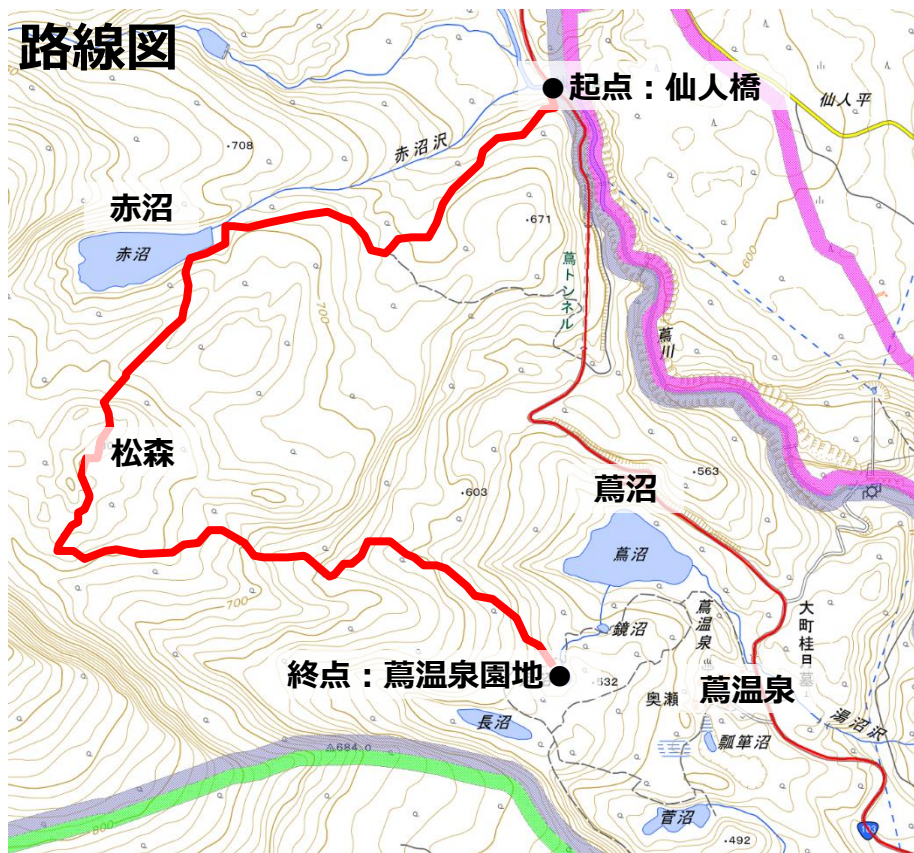 路線図
起点：仙人橋
仙人平
・708
赤沼沢
赤沼
赤沼
・671
600
蔦トンネル
700
蔦川
松森
・603
・563
蔦沼
蔦沼
700
鏡沼
蔦温泉
大町桂月墓
終点：蔦温泉園地
・532
奥瀬
蔦温泉
長沼
瓢箪沼
湯沼沢
△684.0
800
菅沼
103
・492